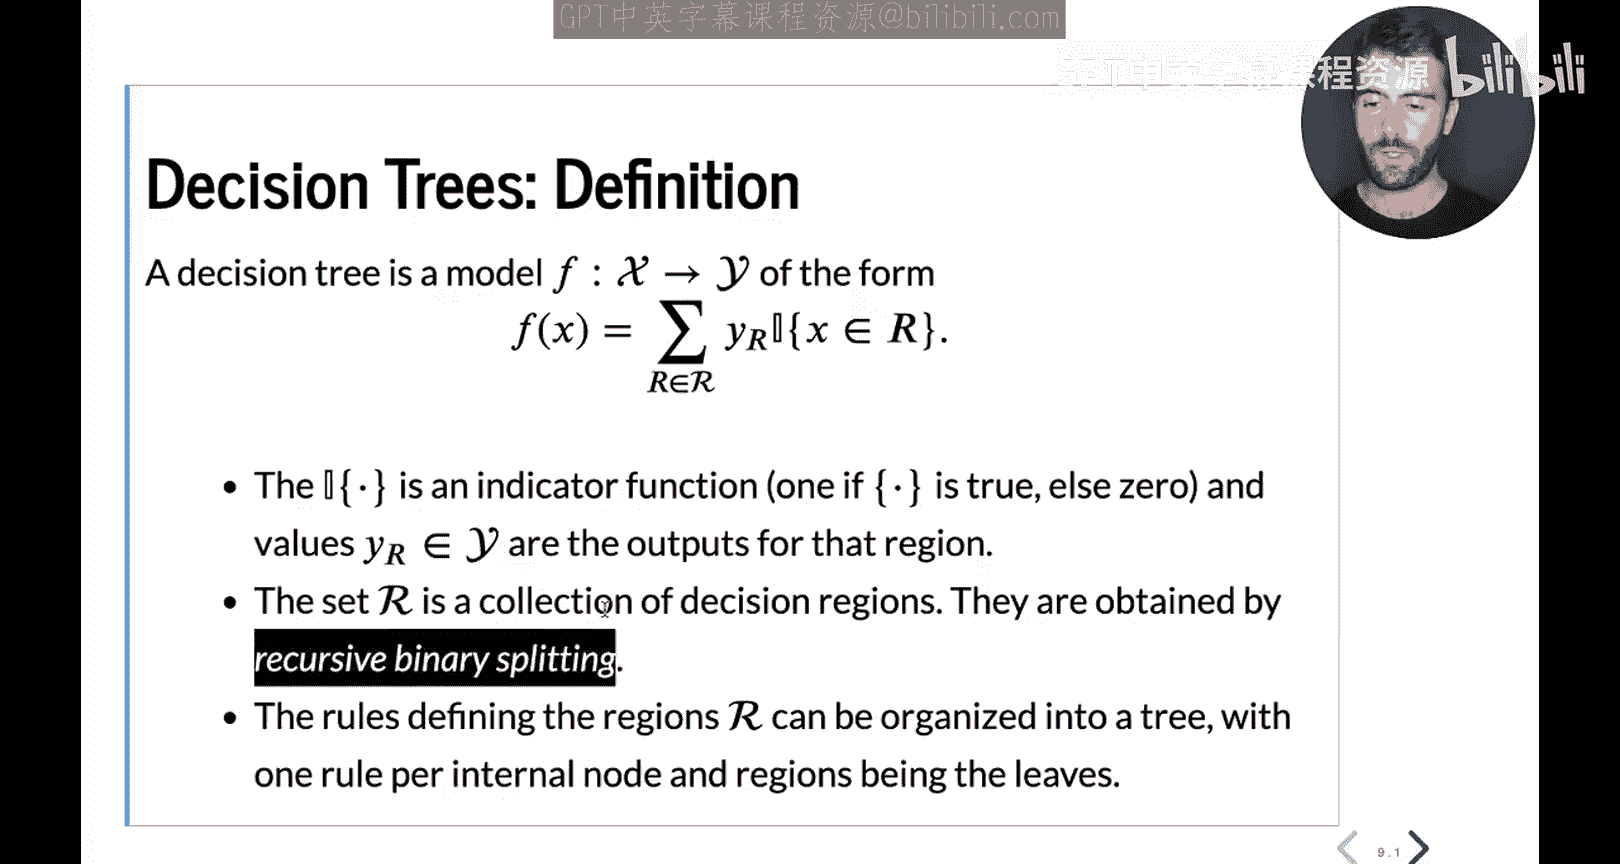 GPT中英字幕课程资源@bilibili.com
课程资源 bilibili
Decision Trees: Definition
A decision tree is a model f : 𝒳 → 𝒴 of the form
f(x) = ∑ y_R 𝕀{x ∈ R}.
R∈ℛ
• The 𝕀{·} is an indicator function (one if {·} is true, else zero) and
values y_R ∈ 𝒴 are the outputs for that region.
• The set ℛ is a collection of decision regions. They are obtained by
recursive binary splitting.
• The rules defining the regions ℛ can be organized into a tree, with
one rule per internal node and regions being the leaves.
9.1